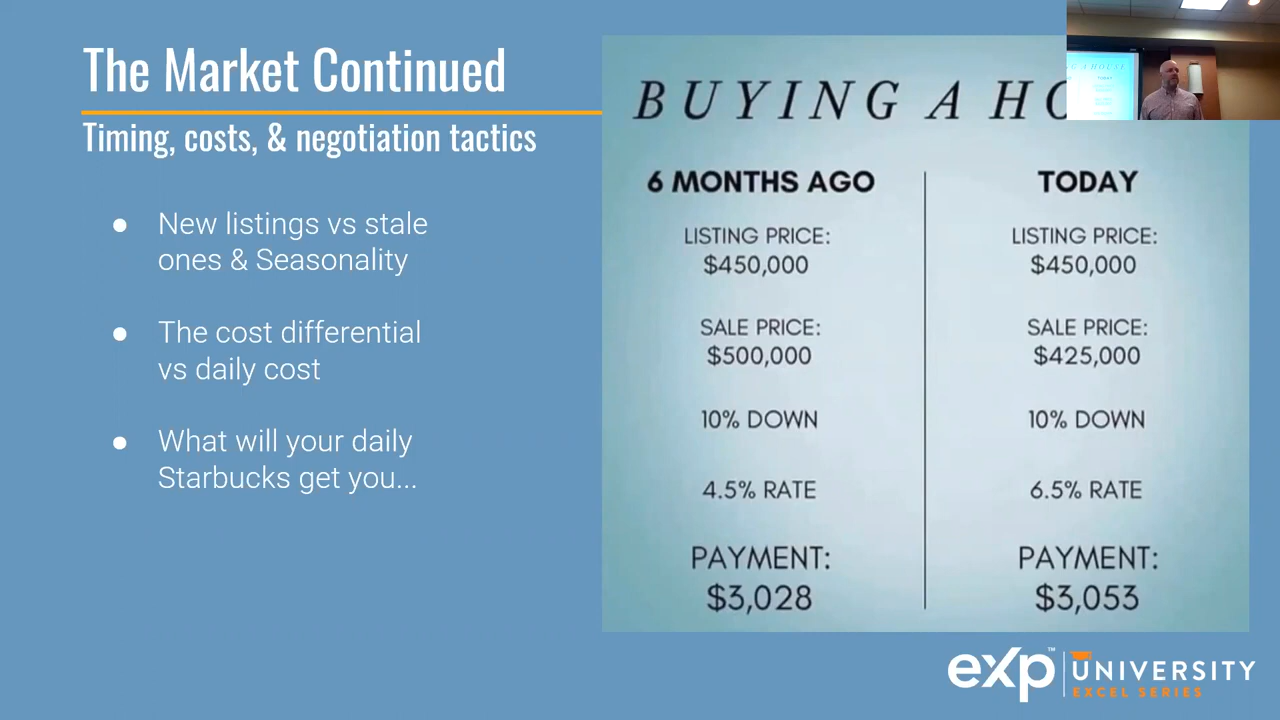 The Market Continued
Timing, costs, & negotiation tactics
● New listings vs stale
ones & Seasonality
● The cost differential
vs daily cost
● What will your daily
Starbucks get you...
BUYING A HO
6 MONTHS AGO
LISTING PRICE:
$450,000
SALE PRICE:
$500,000
10% DOWN
4.5% RATE
PAYMENT:
$3,028
TODAY
LISTING PRICE:
$450,000
SALE PRICE:
$425,000
10% DOWN
6.5% RATE
PAYMENT:
$3,053
TODAY
eXp™ UNIVERSITY
EXCEL SERIES